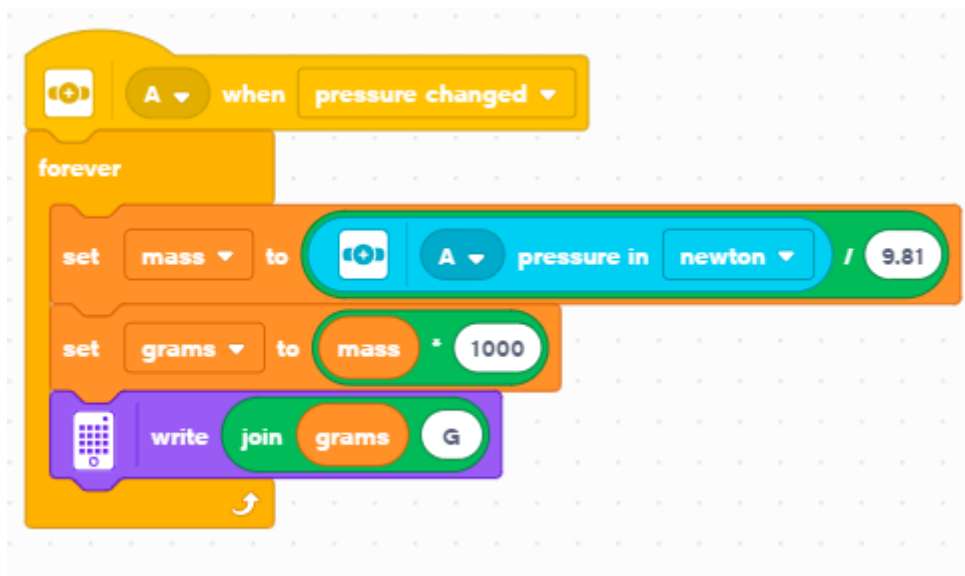 A when pressure changed
forever
set mass to A pressure in newton / 9.81
set grams to mass * 1000
write join grams G